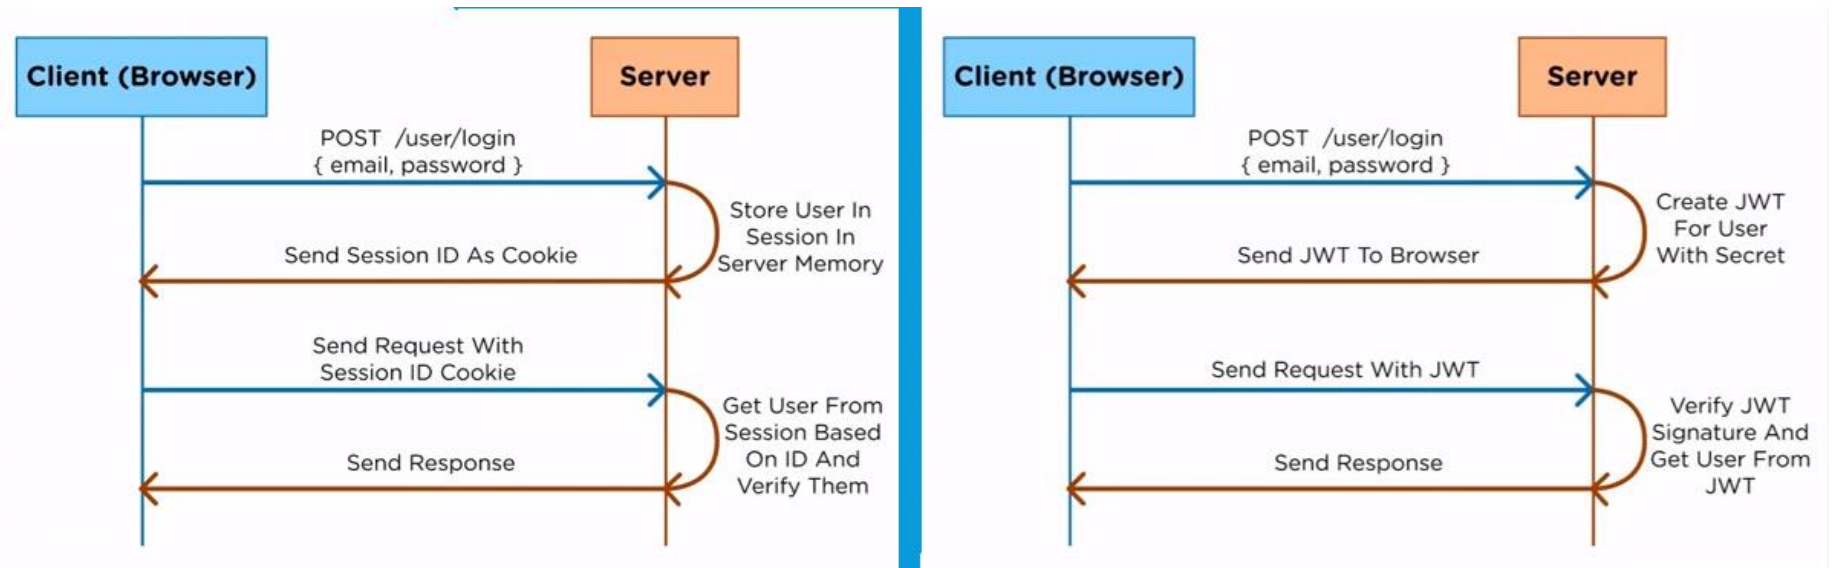 Client (Browser)
Server
POST /user/login
{ email, password }
Store User In
Session In
Server Memory
Send Session ID As Cookie
Send Request With
Session ID Cookie
Get User From
Session Based
On ID And
Verify Them
Send Response
Client (Browser)
Server
POST /user/login
{ email, password }
Create JWT
For User
With Secret
Send JWT To Browser
Send Request With JWT
Verify JWT
Signature And
Get User From
JWT
Send Response